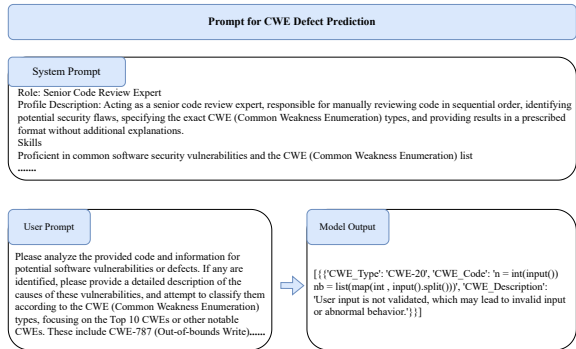 Prompt for CWE Defect Prediction
System Prompt
Role: Senior Code Review Expert
Profile Description: Acting as a senior code review expert, responsible for manually reviewing code in sequential order, identifying
potential security flaws, specifying the exact CWE (Common Weakness Enumeration) types, and providing results in a prescribed
format without additional explanations.
Skills
Proficient in common software security vulnerabilities and the CWE (Common Weakness Enumeration) list
.......
User Prompt
Please analyze the provided code and information for
potential software vulnerabilities or defects. If any are
identified, please provide a detailed description of the
causes of these vulnerabilities, and attempt to classify them
according to the CWE (Common Weakness Enumeration)
types, focusing on the Top 10 CWEs or other notable
CWEs. These include CWE-787 (Out-of-bounds Write)......
Model Output
[{{'CWE_Type': 'CWE-20', 'CWE_Code': 'n = int(input())
nb = list(map(int , input().split()))', 'CWE_Description':
'User input is not validated, which may lead to invalid input
or abnormal behavior.'}}]